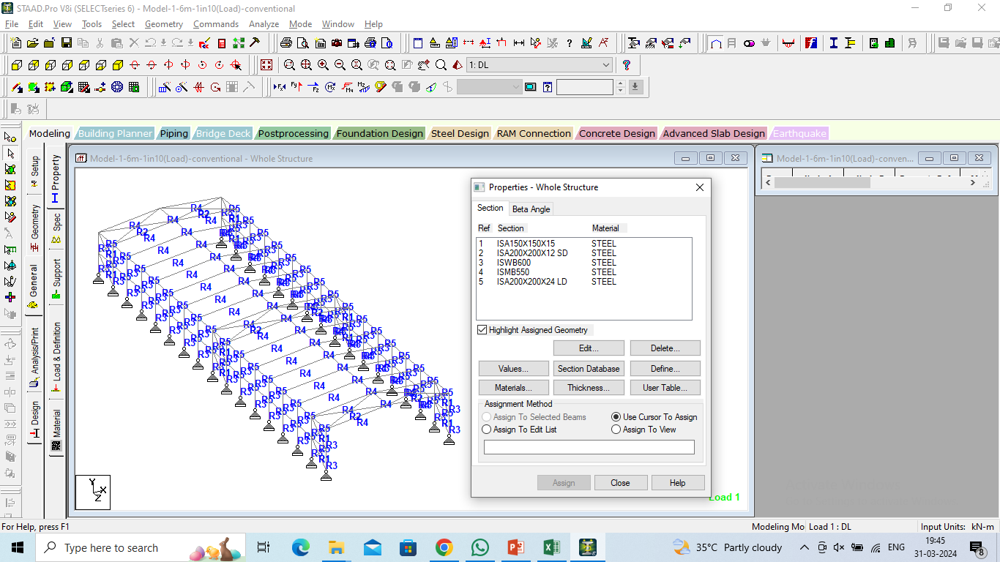 STAAD.Pro V8i (SELECTseries 6) - Model-1-6m-1in10(Load)-conventional
File Edit View Tools Select Geometry Commands Analyze Mode Window Help
1: DL
Modeling Building Planner Piping Bridge Deck Postprocessing Foundation Design Steel Design RAM Connection Concrete Design Advanced Slab Design Earthquake
Setup
Geometry
General
Analysis/Print
Design
Property
Spec
Support
Load & Definition
Material
Model-1-6m-1in10(Load)-conventional - Whole Structure
Model-1-6m-1in10(Load)-conven...
Properties - Whole Structure
Section Beta Angle
Ref Section Material
1 ISA150X150X15 STEEL
2 ISA200X200X12 SD STEEL
3 ISWB600 STEEL
4 ISMB550 STEEL
5 ISA200X200X24 LD STEEL
Highlight Assigned Geometry
Edit... Delete...
Values... Section Database Define...
Materials... Thickness... User Table...
Assignment Method
Assign To Selected Beams Use Cursor To Assign
Assign To Edit List Assign To View
Assign Close Help
Load 1
Y
X
Z
For Help, press F1 Modeling Mo Load 1 : DL Input Units: kN-m
Type here to search 35°C Partly cloudy ENG 19:45
31-03-2024
8